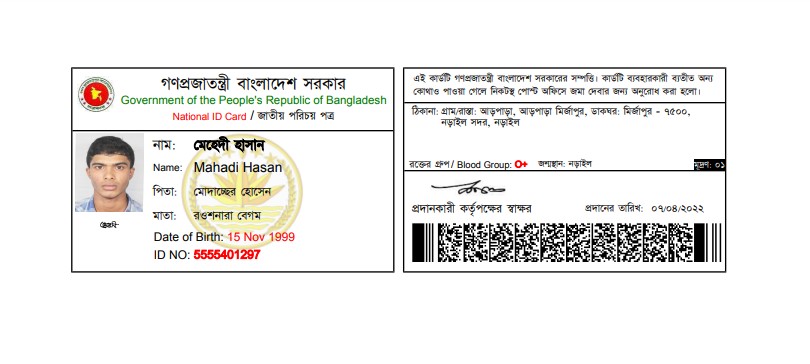 গণপ্রজাতন্ত্রী বাংলাদেশ সরকার
Government of the People's Republic of Bangladesh
National ID Card / জাতীয় পরিচয় পত্র
নাম: মেহেদী হাসান
Name: Mahadi Hasan
পিতা: মোদাচ্ছের হোসেন
মাতা: রওশনারা বেগম
Date of Birth: 15 Nov 1999
ID NO: 5555401297
এই কার্ডটি গণপ্রজাতন্ত্রী বাংলাদেশ সরকারের সম্পত্তি। কার্ডটি ব্যবহারকারী ব্যতীত অন্য
কোথাও পাওয়া গেলে নিকটস্থ পোস্ট অফিসে জমা দেবার জন্য অনুরোধ করা হলো।
ঠিকানা: গ্রাম/রাস্তা: আড়পাড়া, আড়পাড়া মির্জাপুর, ডাকঘর: মির্জাপুর - ৭৫০০,
নড়াইল সদর, নড়াইল
রক্তের গ্রুপ/ Blood Group: O+ জন্মস্থান: নড়াইল মুদ্রণ: ০১
প্রদানকারী কর্তৃপক্ষের স্বাক্ষর প্রদানের তারিখ: ০৭/০৪/২০২২